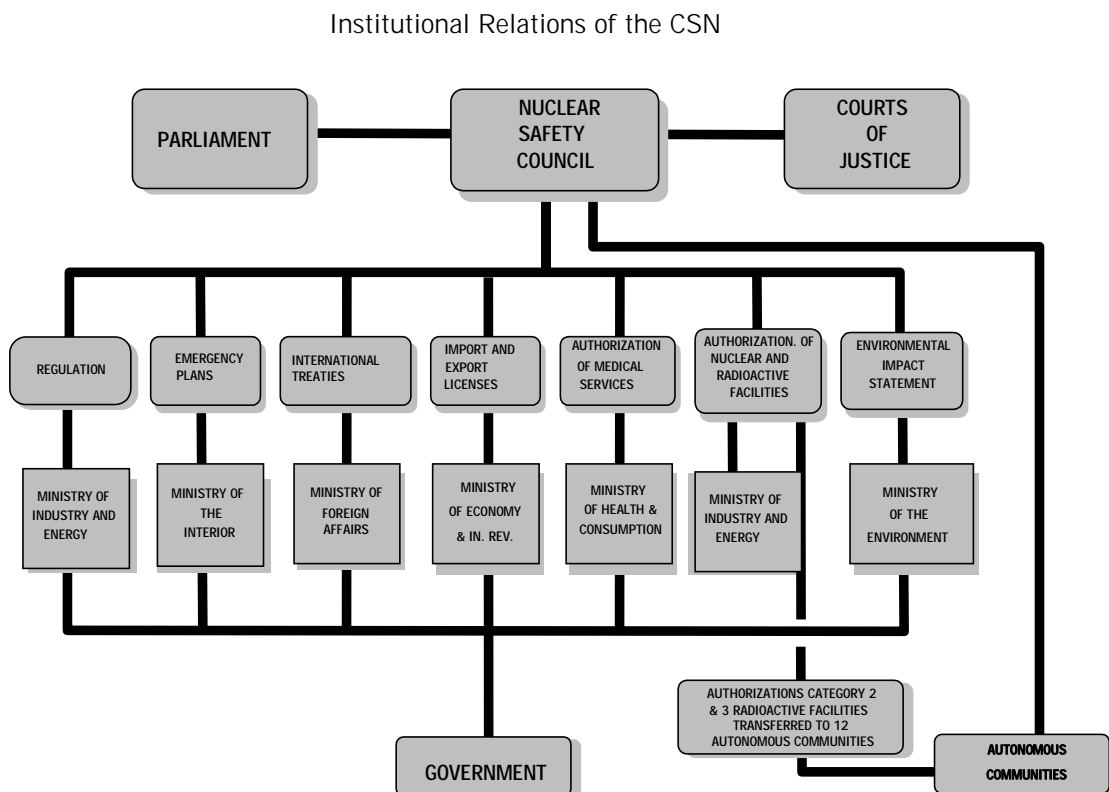 Institutional Relations of the CSN
PARLIAMENT
NUCLEAR
SAFETY
COUNCIL
COURTS
OF
JUSTICE
REGULATION
EMERGENCY
PLANS
INTERNATIONAL
TREATIES
IMPORT AND
EXPORT
LICENSES
AUTHORIZATION
OF MEDICAL
SERVICES
AUTHORIZATION. OF
NUCLEAR AND
RADIOACTIVE
FACILITIES
ENVIRONMENTAL
IMPACT
STATEMENT
MINISTRY OF
INDUSTRY AND
ENERGY
MINISTRY OF
THE
INTERIOR
MINISTRY OF
FOREIGN
AFFAIRS
MINISTRY
OF ECONOMY
& IN. REV.
MINISTRY
OF HEALTH &
CONSUMPTION
MINISTRY OF
INDUSTRY AND
ENERGY
MINISTRY
OF THE
ENVIRONMENT
AUTHORIZATIONS CATEGORY 2
& 3 RADIOACTIVE FACILITIES
TRANSFERRED TO 12
AUTONOMOUS COMMUNITIES
GOVERNMENT
AUTONOMOUS
COMMUNITIES